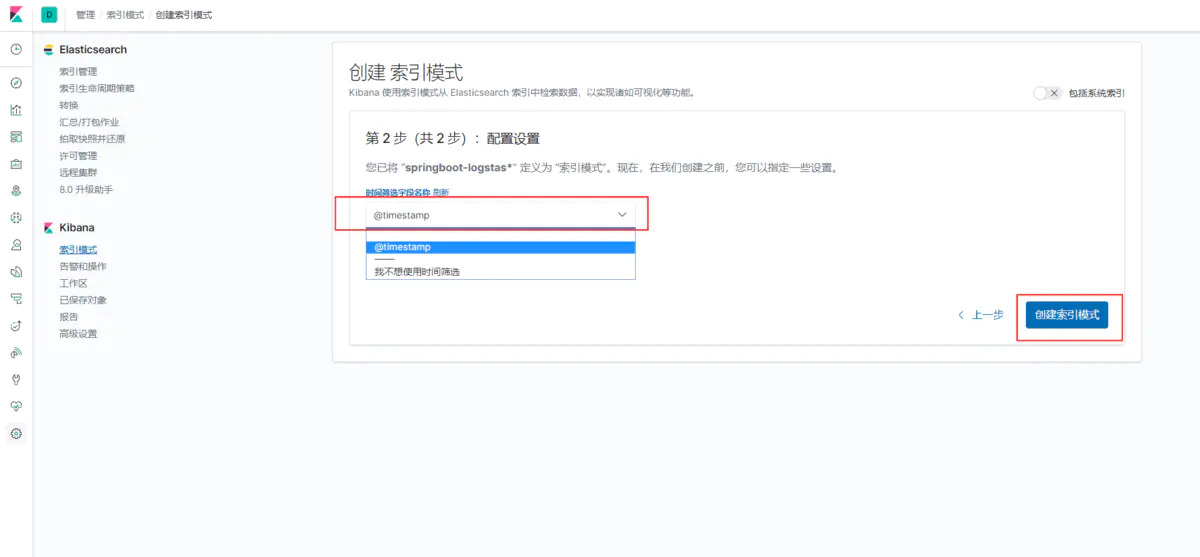 D 管理 / 索引模式 / 创建索引模式
Elasticsearch
索引管理
索引生命周期策略
转换
汇总/打包作业
拍取快照并还原
许可管理
远程集群
8.0 升级助手
Kibana
索引模式
告警和操作
工作区
已保存对象
报告
高级设置
创建 索引模式
Kibana 使用索引模式从 Elasticsearch 索引中检索数据，以实现诸如可视化等功能。
包括系统索引
第 2 步（共 2 步）：配置设置
您已将 “springboot-logstas*” 定义为 “索引模式”。现在，在我们创建之前，您可以指定一些设置。
时间筛选字段名称 刷新
@timestamp
@timestamp
我不想使用时间筛选
上一步
创建索引模式